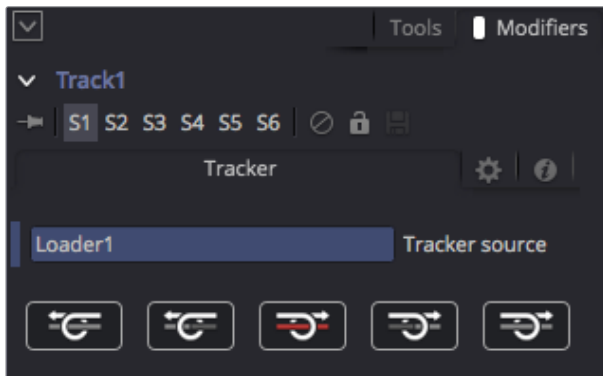 Tools Modifiers
Track1
S1 S2 S3 S4 S5 S6
Tracker
Loader1 Tracker source